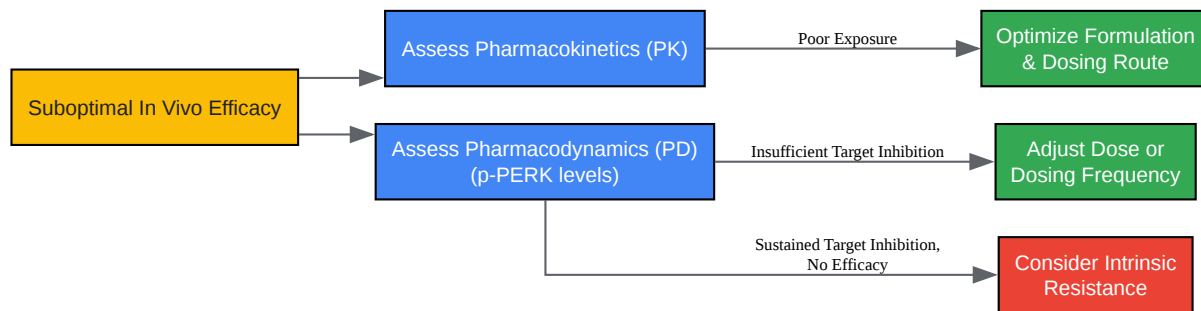 Suboptimal In Vivo Efficacy
Assess Pharmacokinetics (PK)
Poor Exposure
Optimize Formulation
& Dosing Route
Assess Pharmacodynamics (PD)
(p-PERK levels)
Insufficient Target Inhibition
Adjust Dose or
Dosing Frequency
Sustained Target Inhibition,
No Efficacy
Consider Intrinsic
Resistance